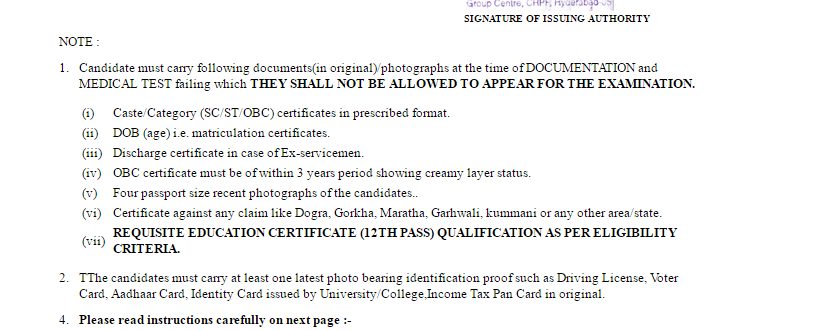 Group Centre, CRPF, Hyderabad-05
SIGNATURE OF ISSUING AUTHORITY
NOTE :
1. Candidate must carry following documents(in original)/photographs at the time of DOCUMENTATION and
MEDICAL TEST failing which THEY SHALL NOT BE ALLOWED TO APPEAR FOR THE EXAMINATION.
(i) Caste/Category (SC/ST/OBC) certificates in prescribed format.
(ii) DOB (age) i.e. matriculation certificates.
(iii) Discharge certificate in case of Ex-servicemen.
(iv) OBC certificate must be of within 3 years period showing creamy layer status.
(v) Four passport size recent photographs of the candidates..
(vi) Certificate against any claim like Dogra, Gorkha, Maratha, Garhwali, kummani or any other area/state.
(vii) REQUISITE EDUCATION CERTIFICATE (12TH PASS) QUALIFICATION AS PER ELIGIBILITY
CRITERIA.
2. TThe candidates must carry at least one latest photo bearing identification proof such as Driving License, Voter
Card, Aadhaar Card, Identity Card issued by University/College,Income Tax Pan Card in original.
4. Please read instructions carefully on next page :-